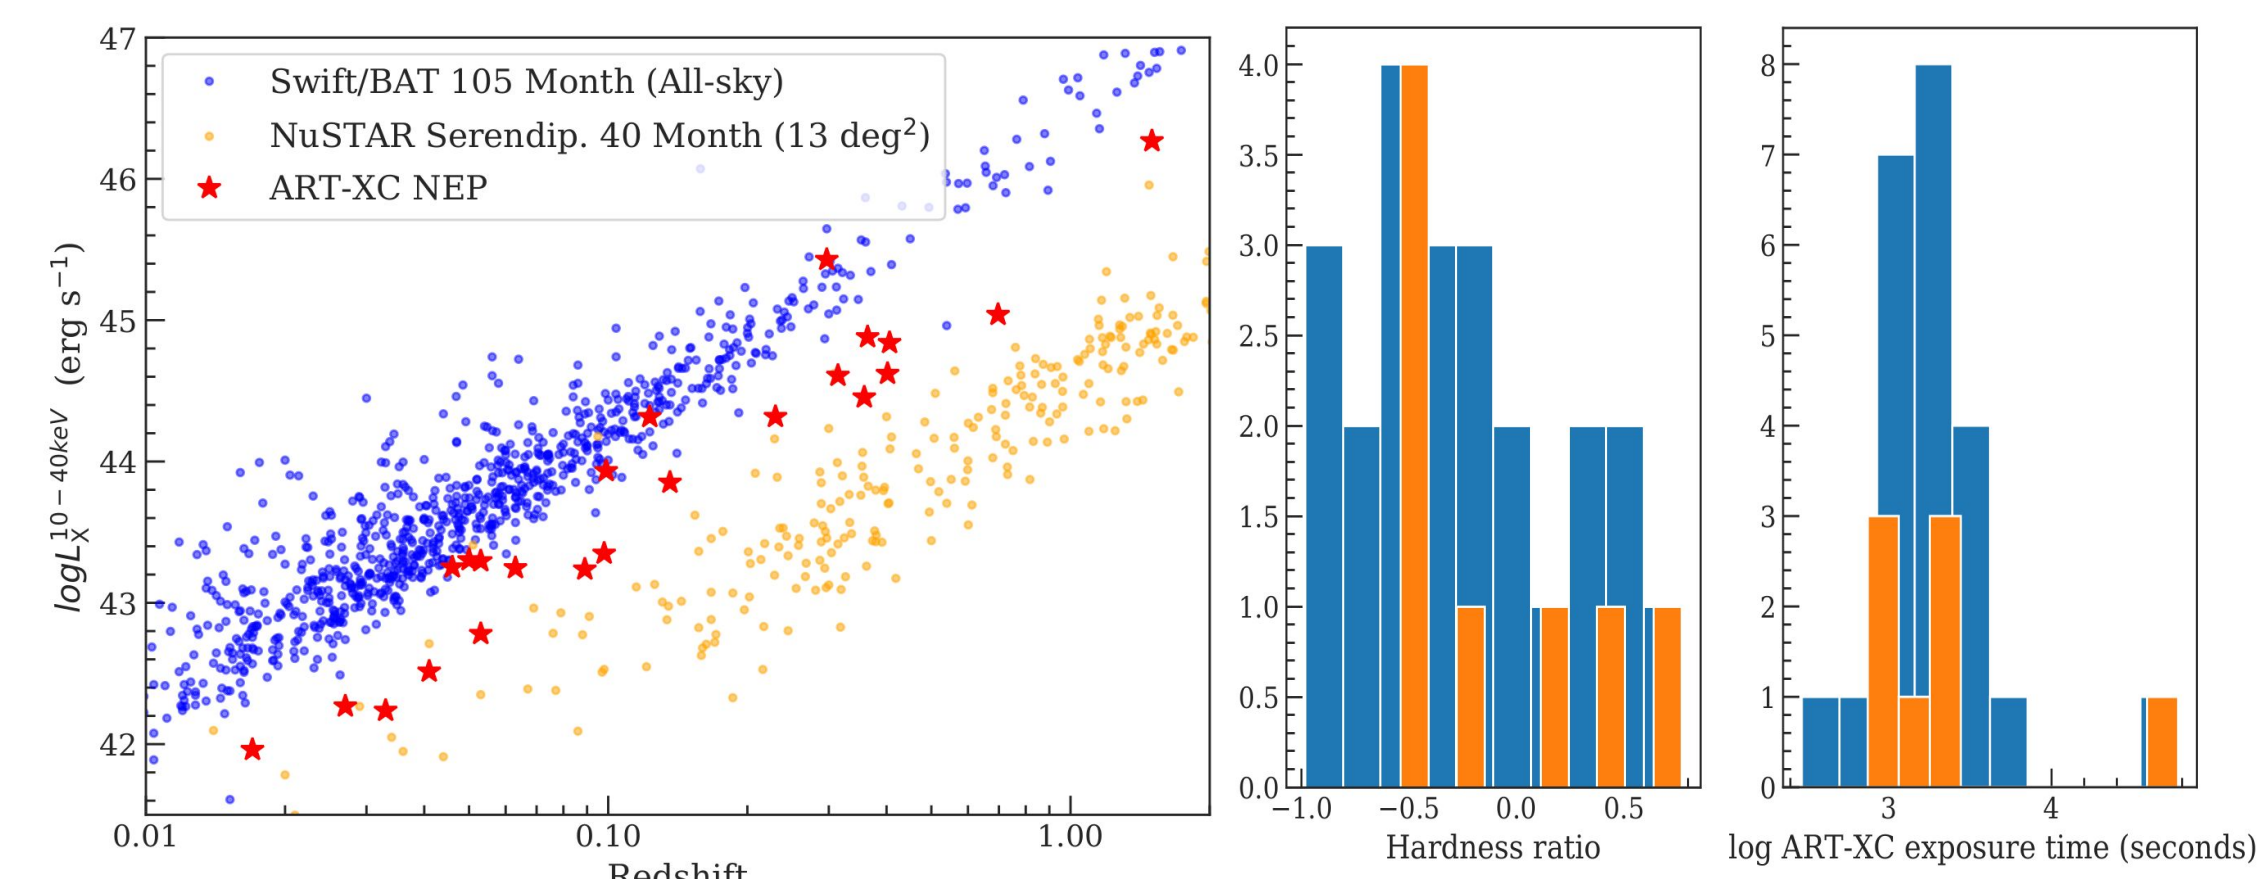 47
46
45
44
43
42
logL_X^{10-40keV} (erg s^{-1})
Swift/BAT 105 Month (All-sky)
NuSTAR Serendip. 40 Month (13 deg²)
ART-XC NEP
0.01 0.10 1.00
Redshift
4.0
3.5
3.0
2.5
2.0
1.5
1.0
0.5
0.0
−1.0 −0.5 0.0 0.5
Hardness ratio
8
7
6
5
4
3
2
1
0
3 4
log ART-XC exposure time (seconds)